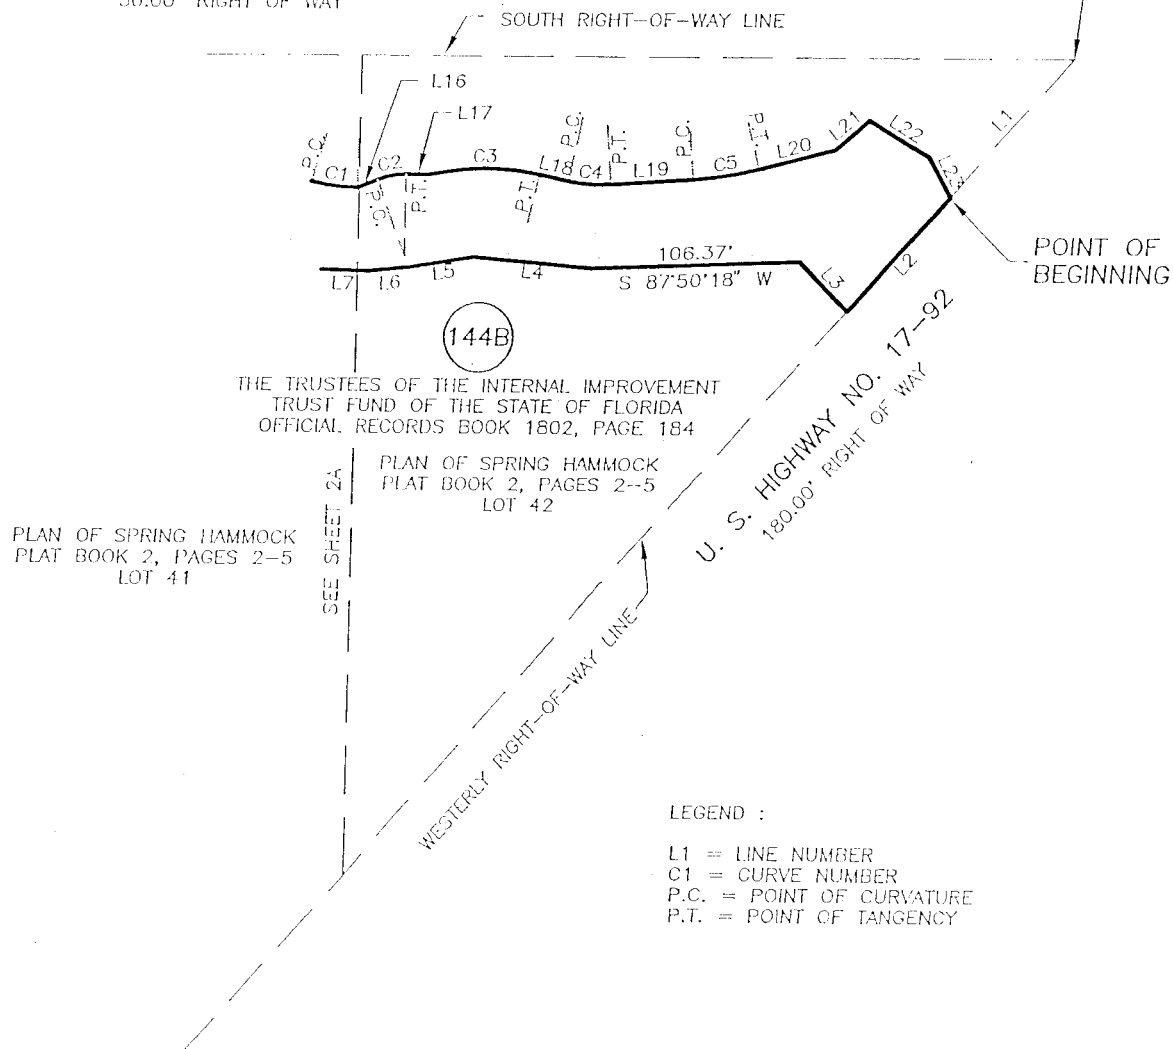 50.00' RIGHT OF WAY
SOUTH RIGHT-OF-WAY LINE
L16
L17
L1
P.C.
C1
C2
P.C.
P.T.
C3
P.T.
L18
P.C.
C4
P.T.
L19
P.C.
C5
P.T.
L20
L21
L22
L23
POINT OF
BEGINNING
L7
L6
L5
L4
106.37'
S 87°50'18" W
L3
L2
144B
THE TRUSTEES OF THE INTERNAL IMPROVEMENT
TRUST FUND OF THE STATE OF FLORIDA
OFFICIAL RECORDS BOOK 1802, PAGE 184
PLAN OF SPRING HAMMOCK
PLAT BOOK 2, PAGES 2-5
LOT 42
U. S. HIGHWAY NO. 17-92
180.00' RIGHT OF WAY
SEE SHEET 2A
PLAN OF SPRING HAMMOCK
PLAT BOOK 2, PAGES 2-5
LOT 41
WESTERLY RIGHT-OF-WAY LINE
LEGEND :
L1 = LINE NUMBER
C1 = CURVE NUMBER
P.C. = POINT OF CURVATURE
P.T. = POINT OF TANGENCY